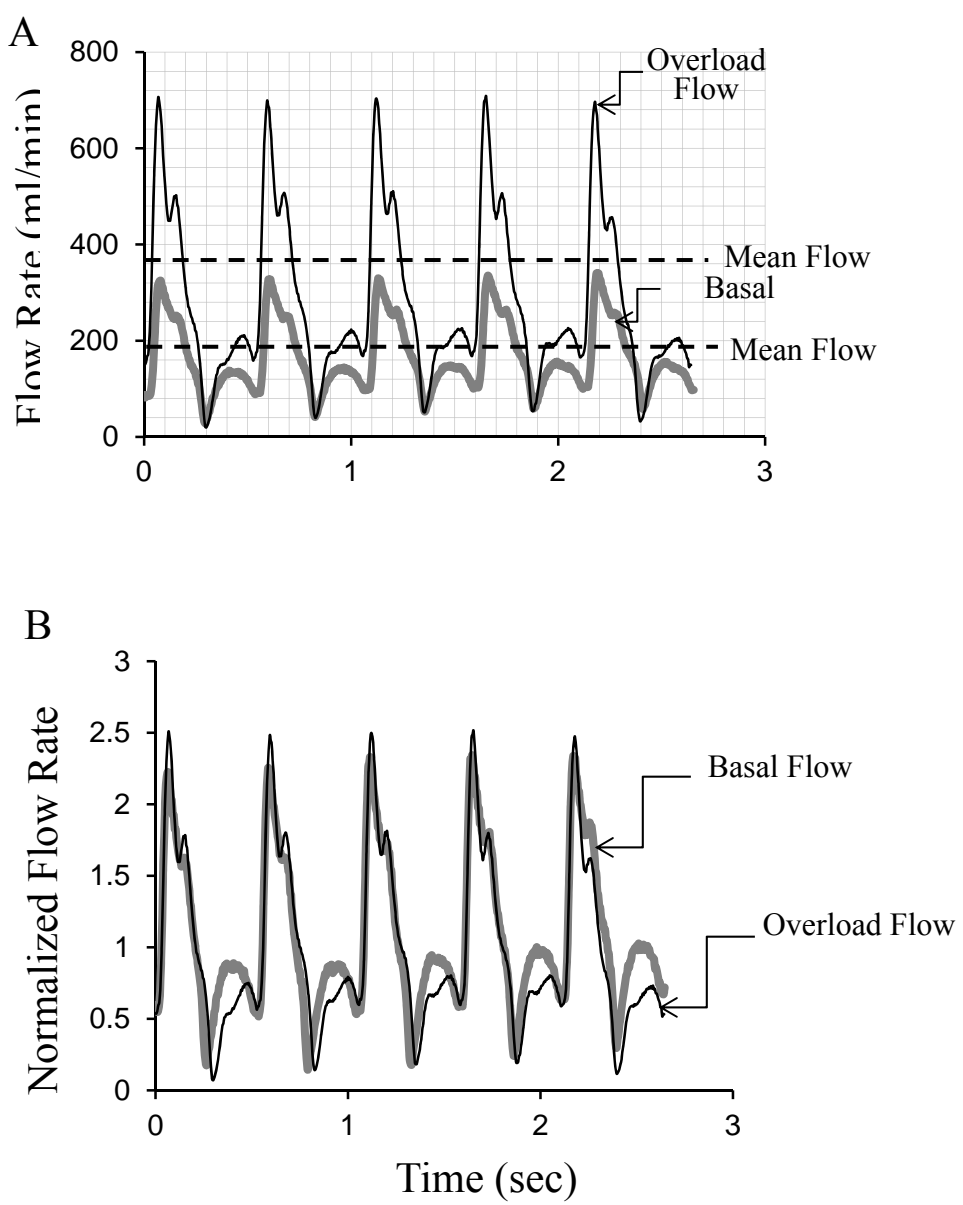 A
800
600
400
200
0
0 1 2 3
Flow Rate (ml/min)
Overload
Flow
Mean Flow
Basal
Mean Flow
B
3
2.5
2
1.5
1
0.5
0
0 1 2 3
Normalized Flow Rate
Basal Flow
Overload Flow
Time (sec)